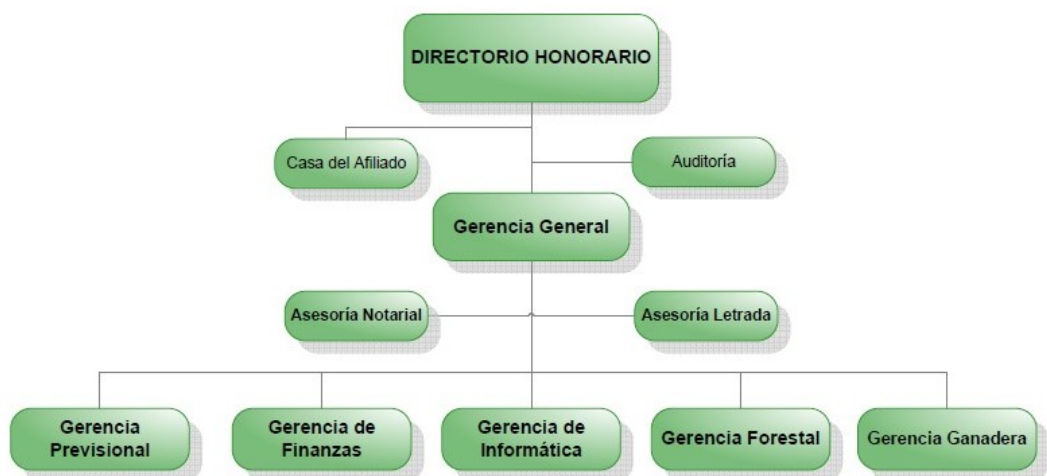 DIRECTORIO HONORARIO
Casa del Afiliado
Auditoría
Gerencia General
Asesoría Notarial
Asesoría Letrada
Gerencia
Previsional
Gerencia de
Finanzas
Gerencia de
Informática
Gerencia Forestal
Gerencia Ganadera